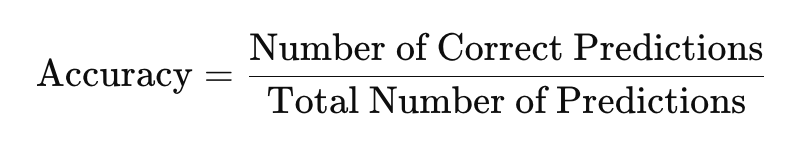 Accuracy = Number of Correct Predictions
Total Number of Predictions